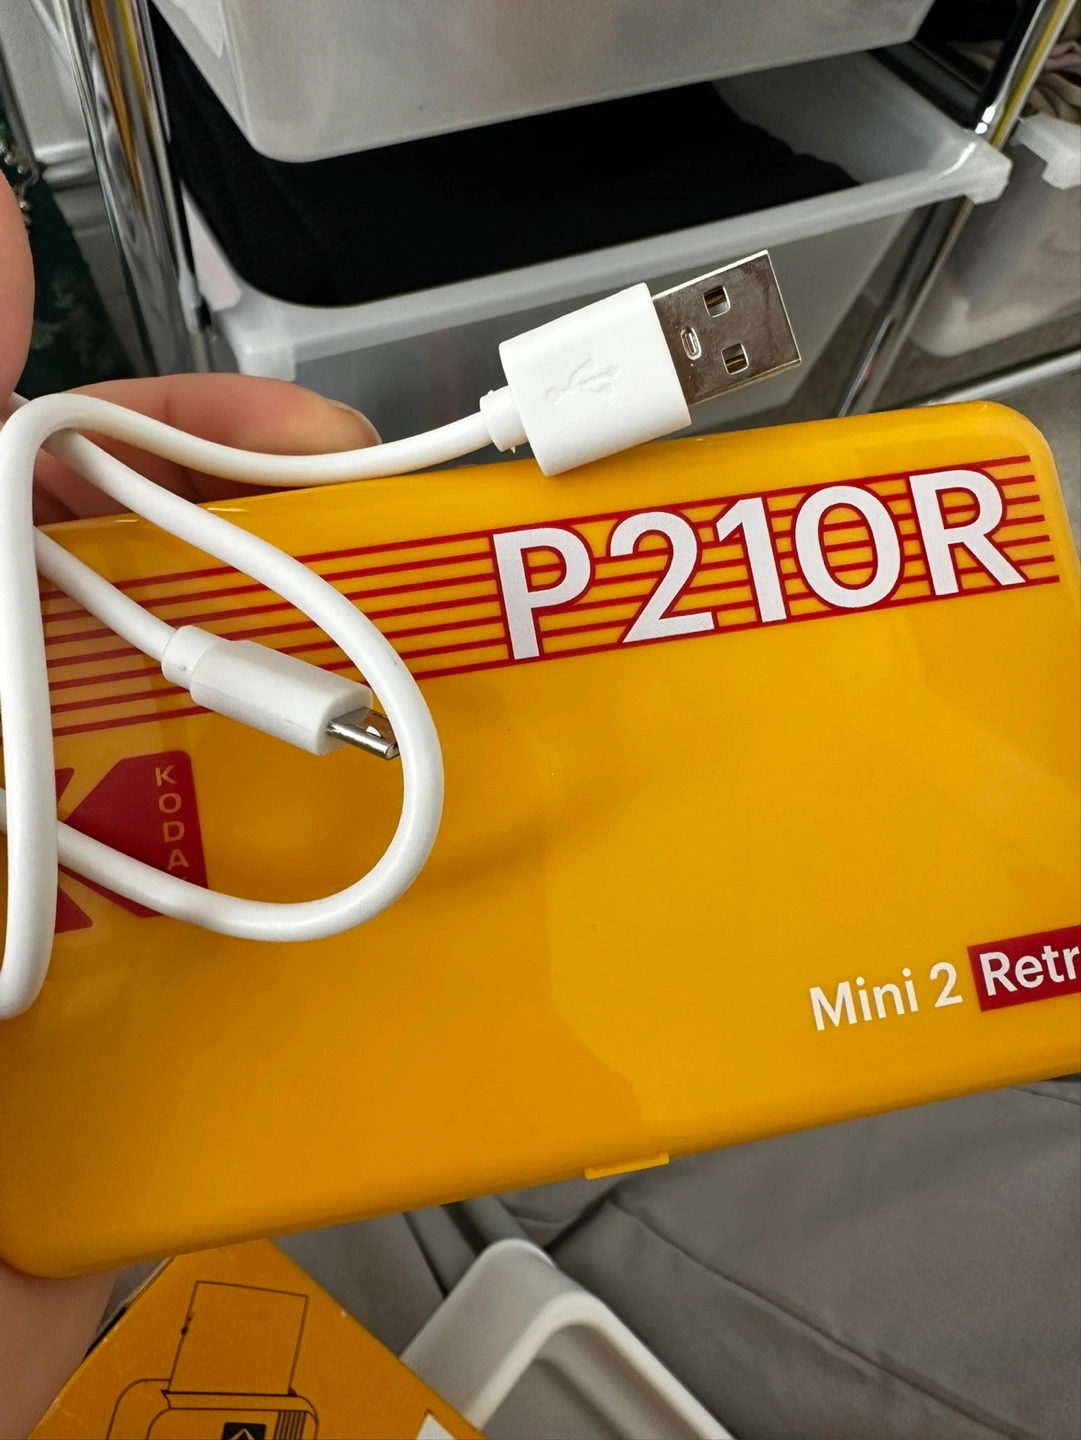 P210R
KODA
Mini 2 Retr